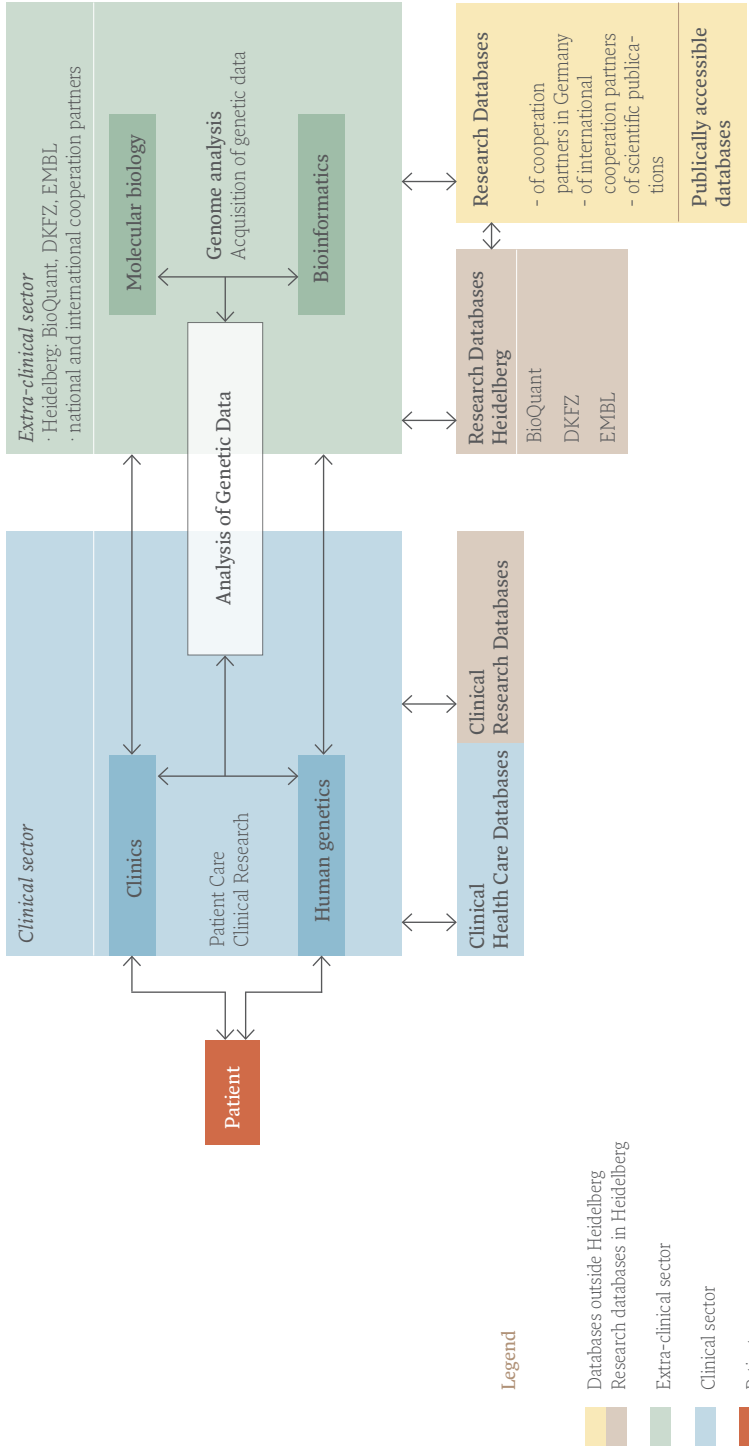 Clinical sector
Extra-clinical sector
· Heidelberg: BioQuant, DKFZ, EMBL
· national and international cooperation partners
Patient
Clinics
Patient Care
Clinical Research
Human genetics
Analysis of Genetic Data
Molecular biology
Genome analysis
Acquisition of genetic data
Bioinformatics
Clinical
Health Care Databases
Clinical
Research Databases
Research Databases
Heidelberg
BioQuant
DKFZ
EMBL
Research Databases
- of cooperation
partners in Germany
- of international
cooperation partners
- of scientific publica-
tions
Publically accessible
databases
Legend
Databases outside Heidelberg
Research databases in Heidelberg
Extra-clinical sector
Clinical sector